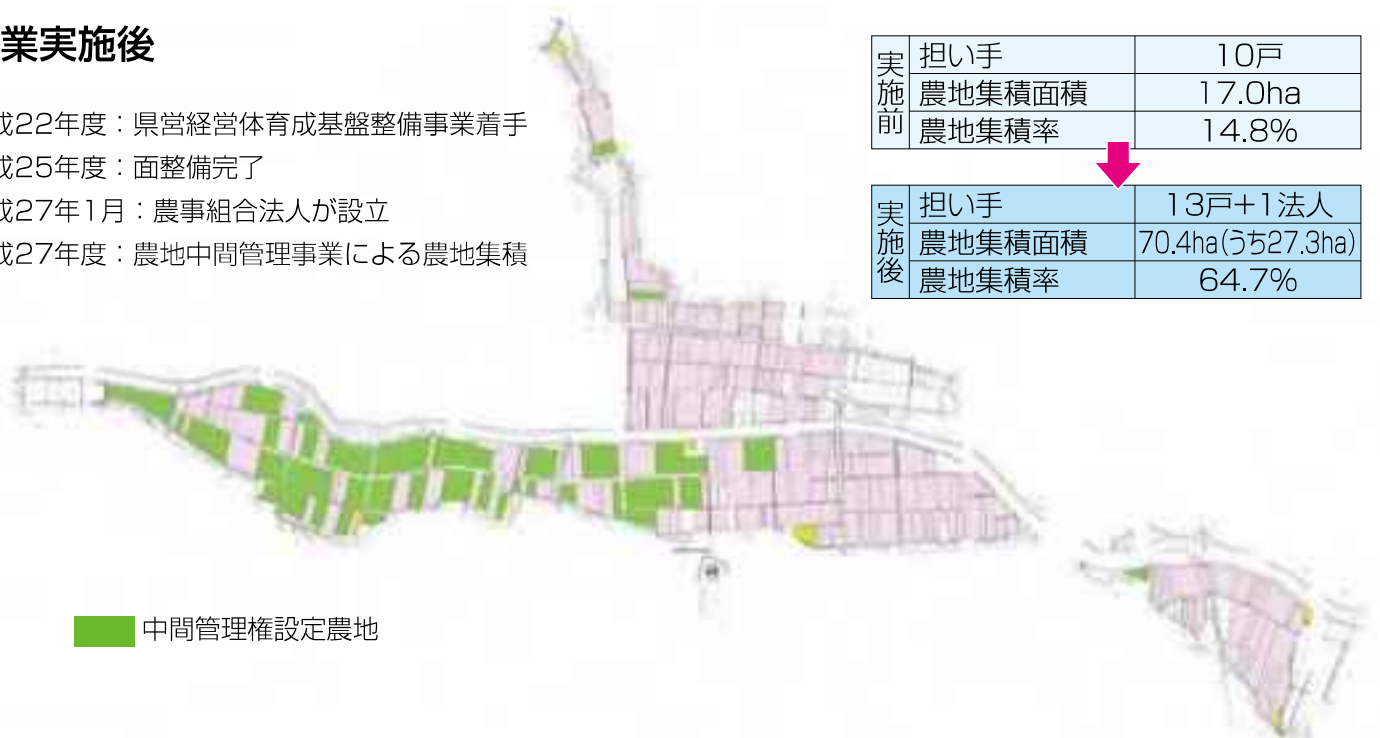 業実施後
成22年度：県営経営体育成基盤整備事業着手
成25年度：面整備完了
成27年1月：農事組合法人が設立
成27年度：農地中間管理事業による農地集積
実施前
担い手 10戸
農地集積面積 17.0ha
農地集積率 14.8%
実施後
担い手 13戸+1法人
農地集積面積 70.4ha(うち27.3ha)
農地集積率 64.7%
中間管理権設定農地